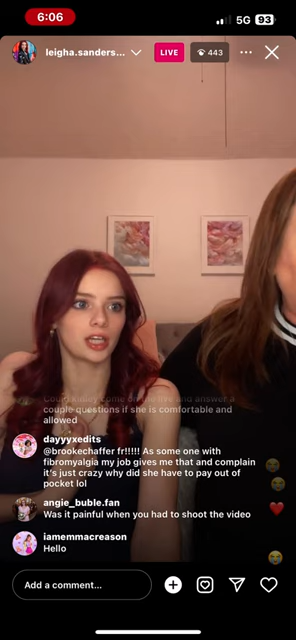 6:06
5G 93
leigha.sanders...
LIVE
443
Could kailey come on the live and answer a
couple questions if she is comfortable and
allowed
dayyyxedits
@brookechaffer fr!!!!! As some one with
fibromyalgia my job gives me that and complain
it's just crazy why did she have to pay out of
pocket lol
angie_buble.fan
Was it painful when you had to shoot the video
iamemmacreason
Hello
Add a comment...